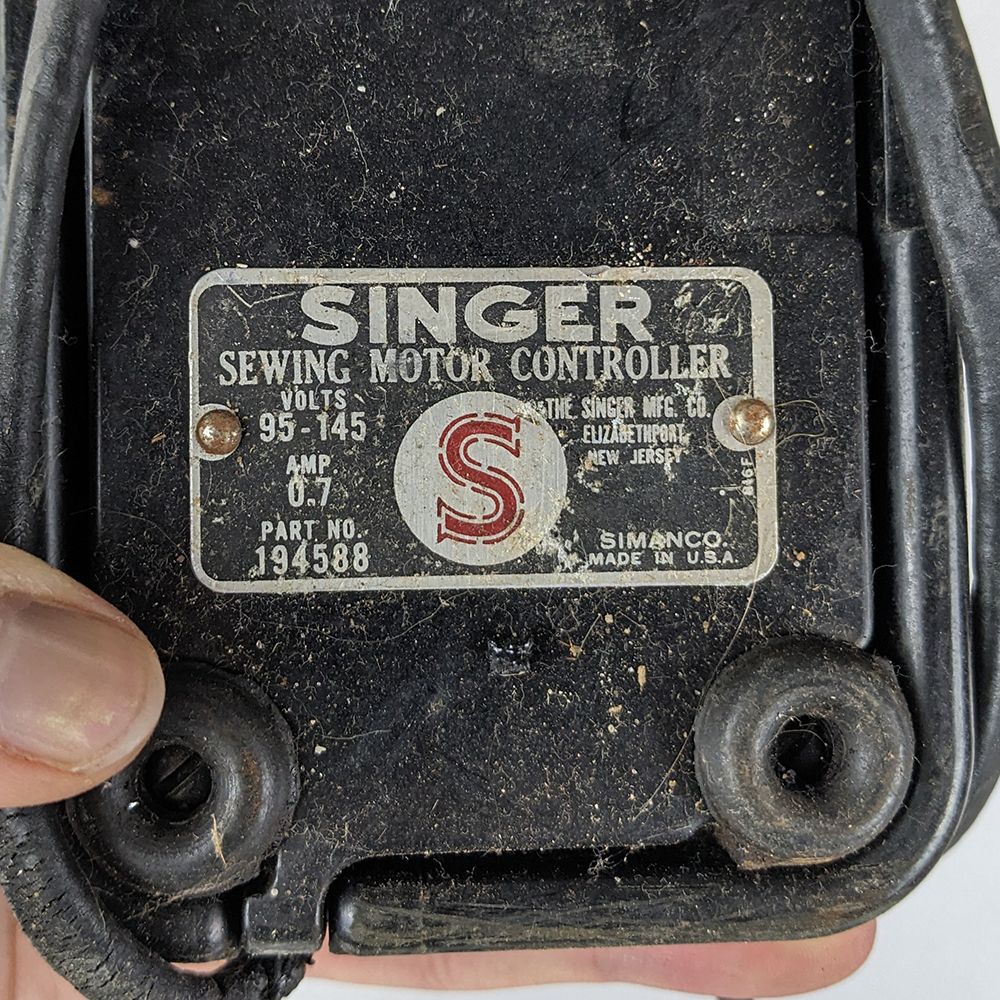 SINGER
SEWING MOTOR CONTROLLER
VOLTS
95-145
AMP.
0.7
PART NO.
194588
S
THE SINGER MFG. CO.
ELIZABETHPORT
NEW JERSEY
SIMANCO.
MADE IN U.S.A